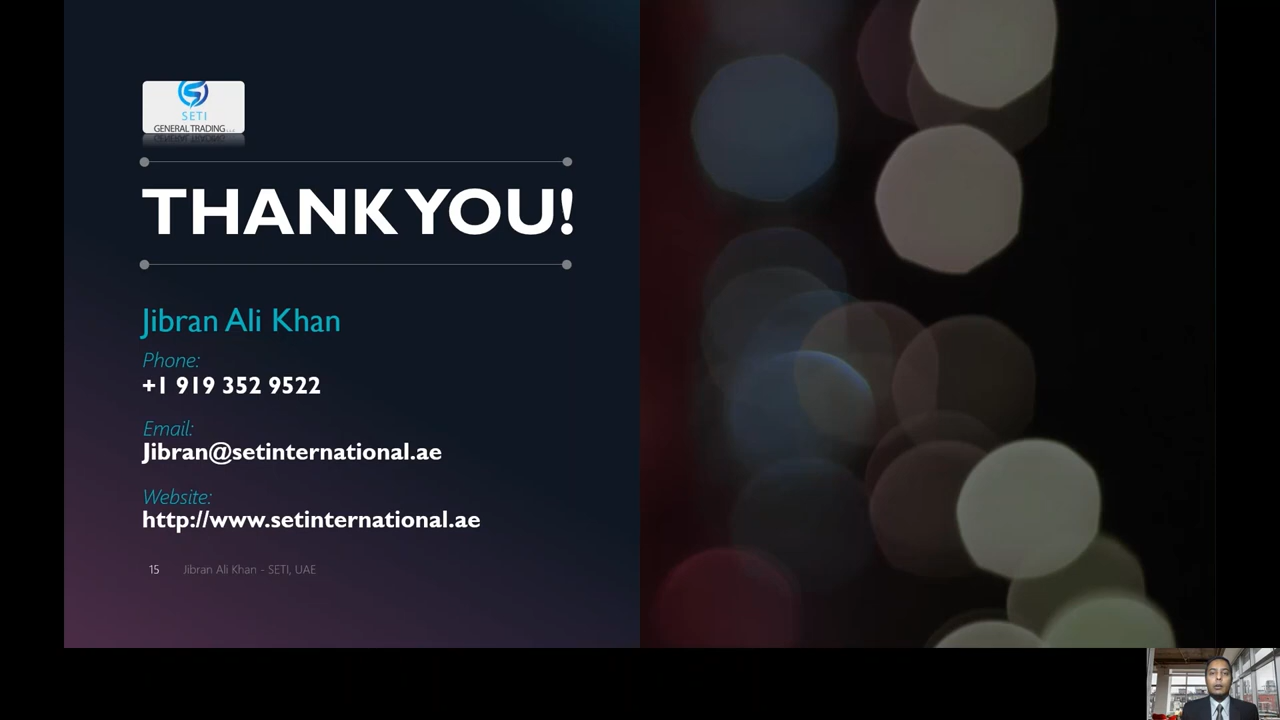 SETI
GENERAL TRADING
THANK YOU!
Jibran Ali Khan
Phone:
+1 919 352 9522
Email:
Jibran@setinternational.ae
Website:
http://www.setinternational.ae
15 Jibran Ali Khan - SETI, UAE